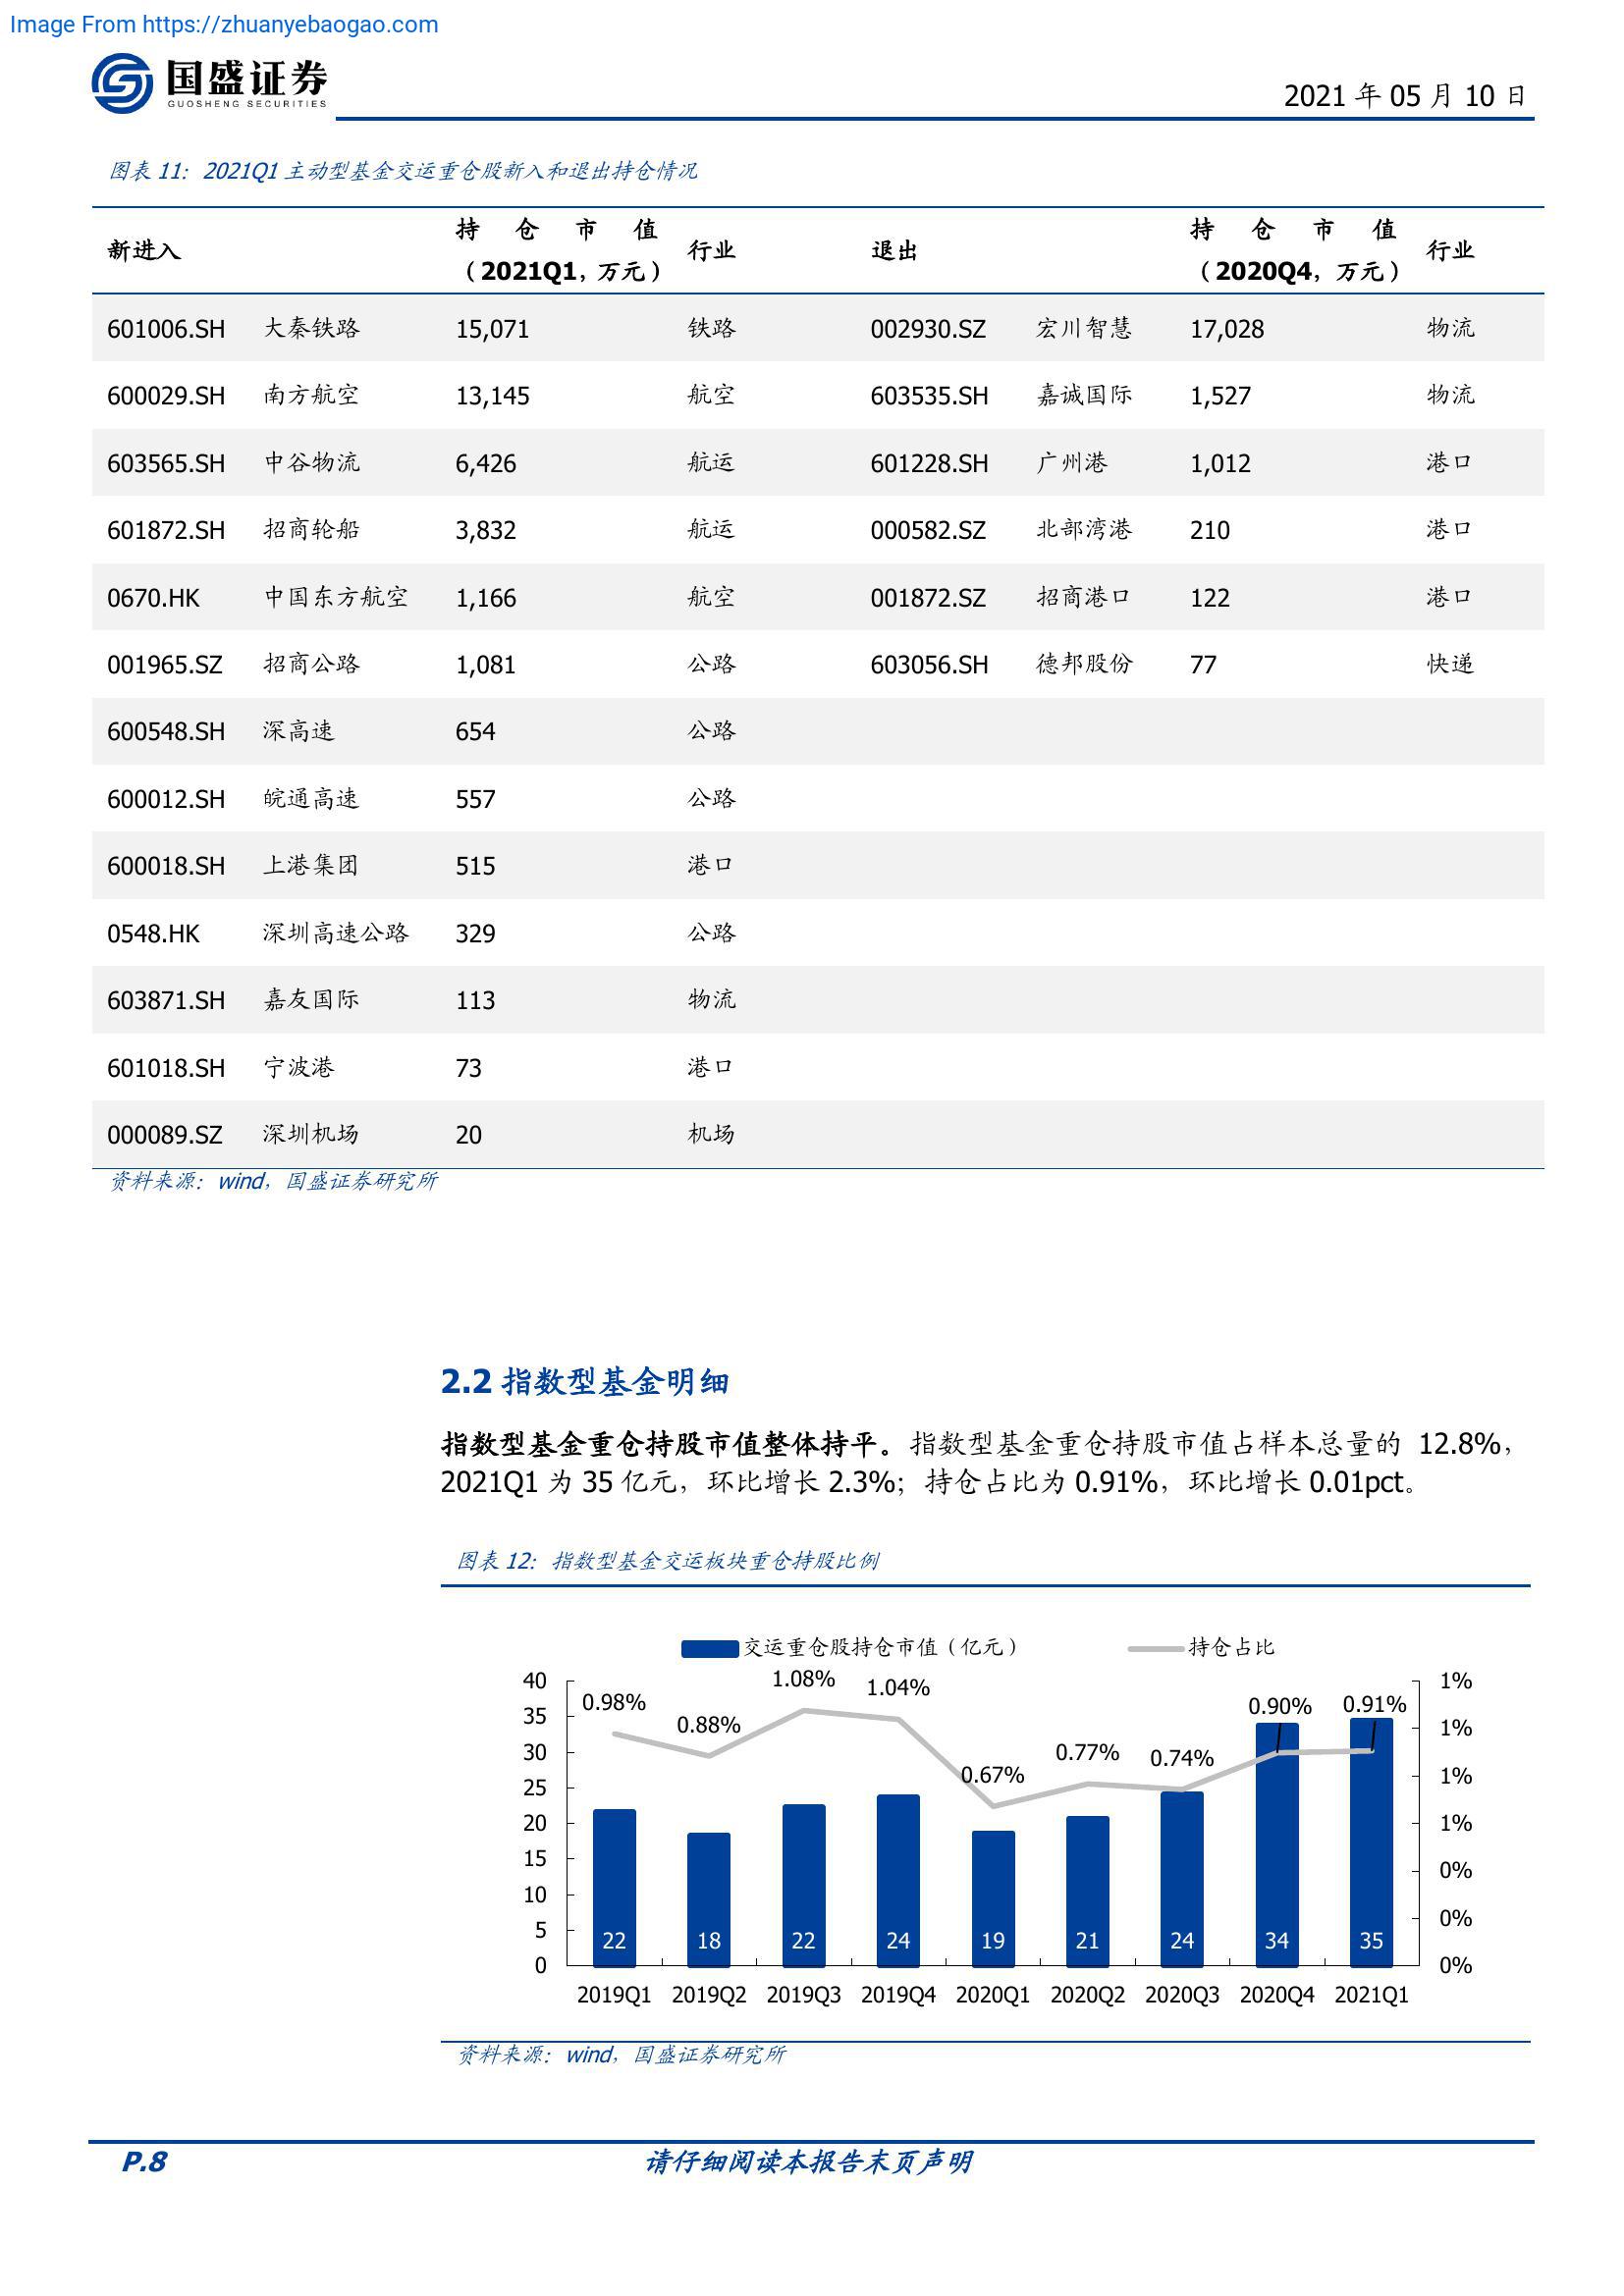 Image From https://zhuanyebaogao.com
国盛证券
GUOSHENG SECURITIES
2021 年 05 月 10 日
图表 11：2021Q1 主动型基金交运重仓股新入和退出持仓情况
新进入 持仓市值（2021Q1，万元） 行业 退出 持仓市值（2020Q4，万元） 行业
601006.SH 大秦铁路 15,071 铁路 002930.SZ 宏川智慧 17,028 物流
600029.SH 南方航空 13,145 航空 603535.SH 嘉诚国际 1,527 物流
603565.SH 中谷物流 6,426 航运 601228.SH 广州港 1,012 港口
601872.SH 招商轮船 3,832 航运 000582.SZ 北部湾港 210 港口
0670.HK 中国东方航空 1,166 航空 001872.SZ 招商港口 122 港口
001965.SZ 招商公路 1,081 公路 603056.SH 德邦股份 77 快递
600548.SH 深高速 654 公路
600012.SH 皖通高速 557 公路
600018.SH 上港集团 515 港口
0548.HK 深圳高速公路 329 公路
603871.SH 嘉友国际 113 物流
601018.SH 宁波港 73 港口
000089.SZ 深圳机场 20 机场
资料来源：wind，国盛证券研究所
2.2 指数型基金明细
指数型基金重仓持股市值整体持平。指数型基金重仓持股市值占样本总量的 12.8%，
2021Q1 为 35 亿元，环比增长 2.3%；持仓占比为 0.91%，环比增长 0.01pct。
图表 12：指数型基金交运板块重仓持股比例
交运重仓股持仓市值（亿元） 持仓占比
40 35 30 25 20 15 10 5 0
0.98% 0.88% 1.08% 1.04% 0.67% 0.77% 0.74% 0.90% 0.91%
22 18 22 24 19 21 24 34 35
1% 1% 1% 1% 0% 0% 0%
2019Q1 2019Q2 2019Q3 2019Q4 2020Q1 2020Q2 2020Q3 2020Q4 2021Q1
资料来源：wind，国盛证券研究所
P.8 请仔细阅读本报告末页声明